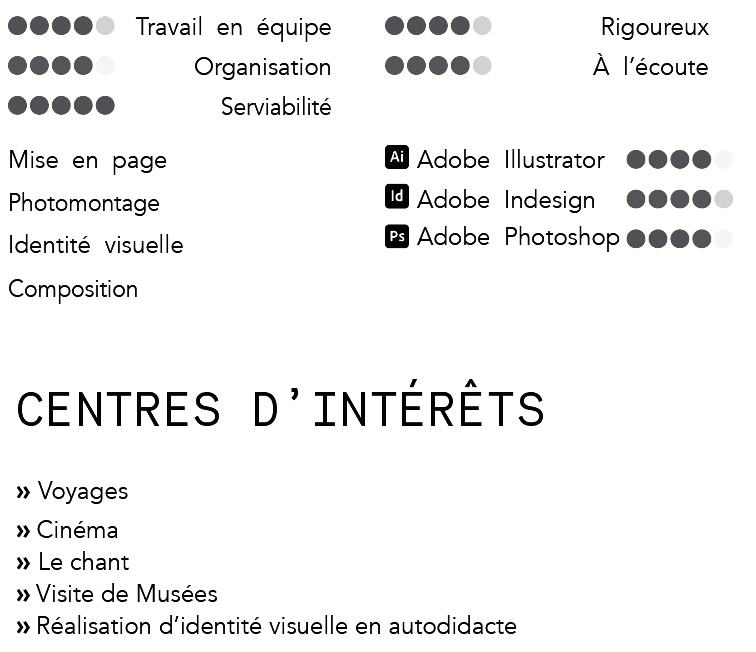 Travail en équipe
Rigoureux
Organisation
À l'écoute
Serviabilité
Mise en page
Ai Adobe Illustrator
Photomontage
Id Adobe Indesign
Identité visuelle
Ps Adobe Photoshop
Composition
CENTRES D'INTÉRÊTS
» Voyages
» Cinéma
» Le chant
» Visite de Musées
» Réalisation d'identité visuelle en autodidacte